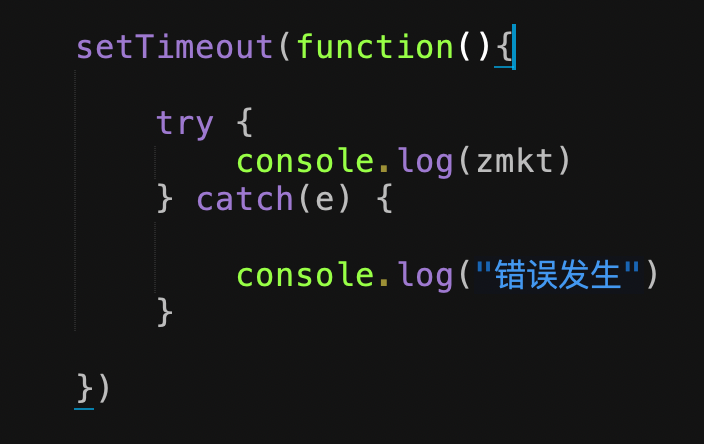 setTimeout(function(){
try {
console.log(zmkt)
} catch(e) {
console.log("错误发生")
}
})